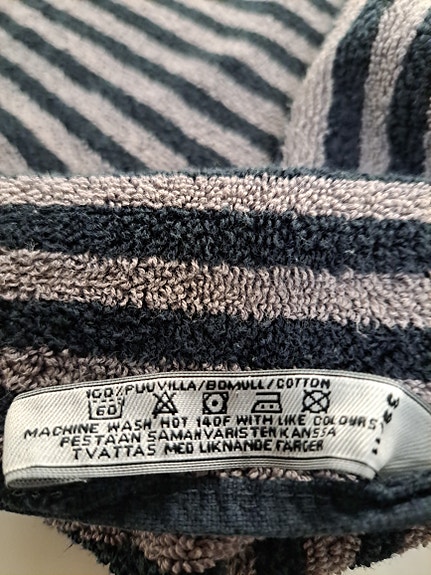 100% PUUVILLA/BOMULL/COTTON
60
MACHINE WASH HOT 140F WITH LIKE COLOURS
PESTÄÄN SAMANVÄRISTEN KANSSA
TVÄTTAS MED LIKNANDE FÄRGER